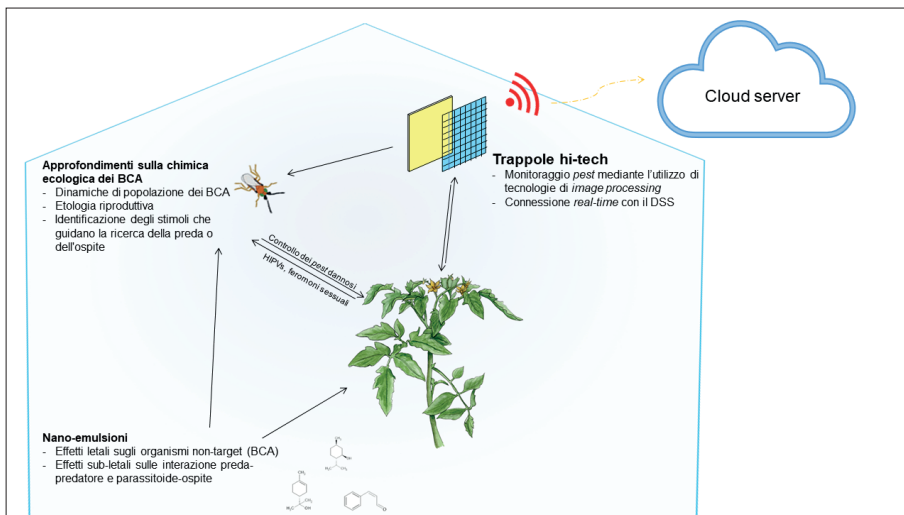 Cloud server
Trappole hi-tech
- Monitoraggio pest mediante l'utilizzo di
tecnologie di image processing
- Connessione real-time con il DSS
Approfondimenti sulla chimica
ecologica dei BCA
- Dinamiche di popolazione dei BCA
- Etologia riproduttiva
- Identificazione degli stimoli che
guidano la ricerca della preda o
dell'ospite
Controllo dei pest dannosi
HIPVs, feromoni sessuali
Nano-emulsioni
- Effetti letali sugli organismi non-target (BCA)
- Effetti sub-letali sulle interazione preda-
predatore e parassitoide-ospite